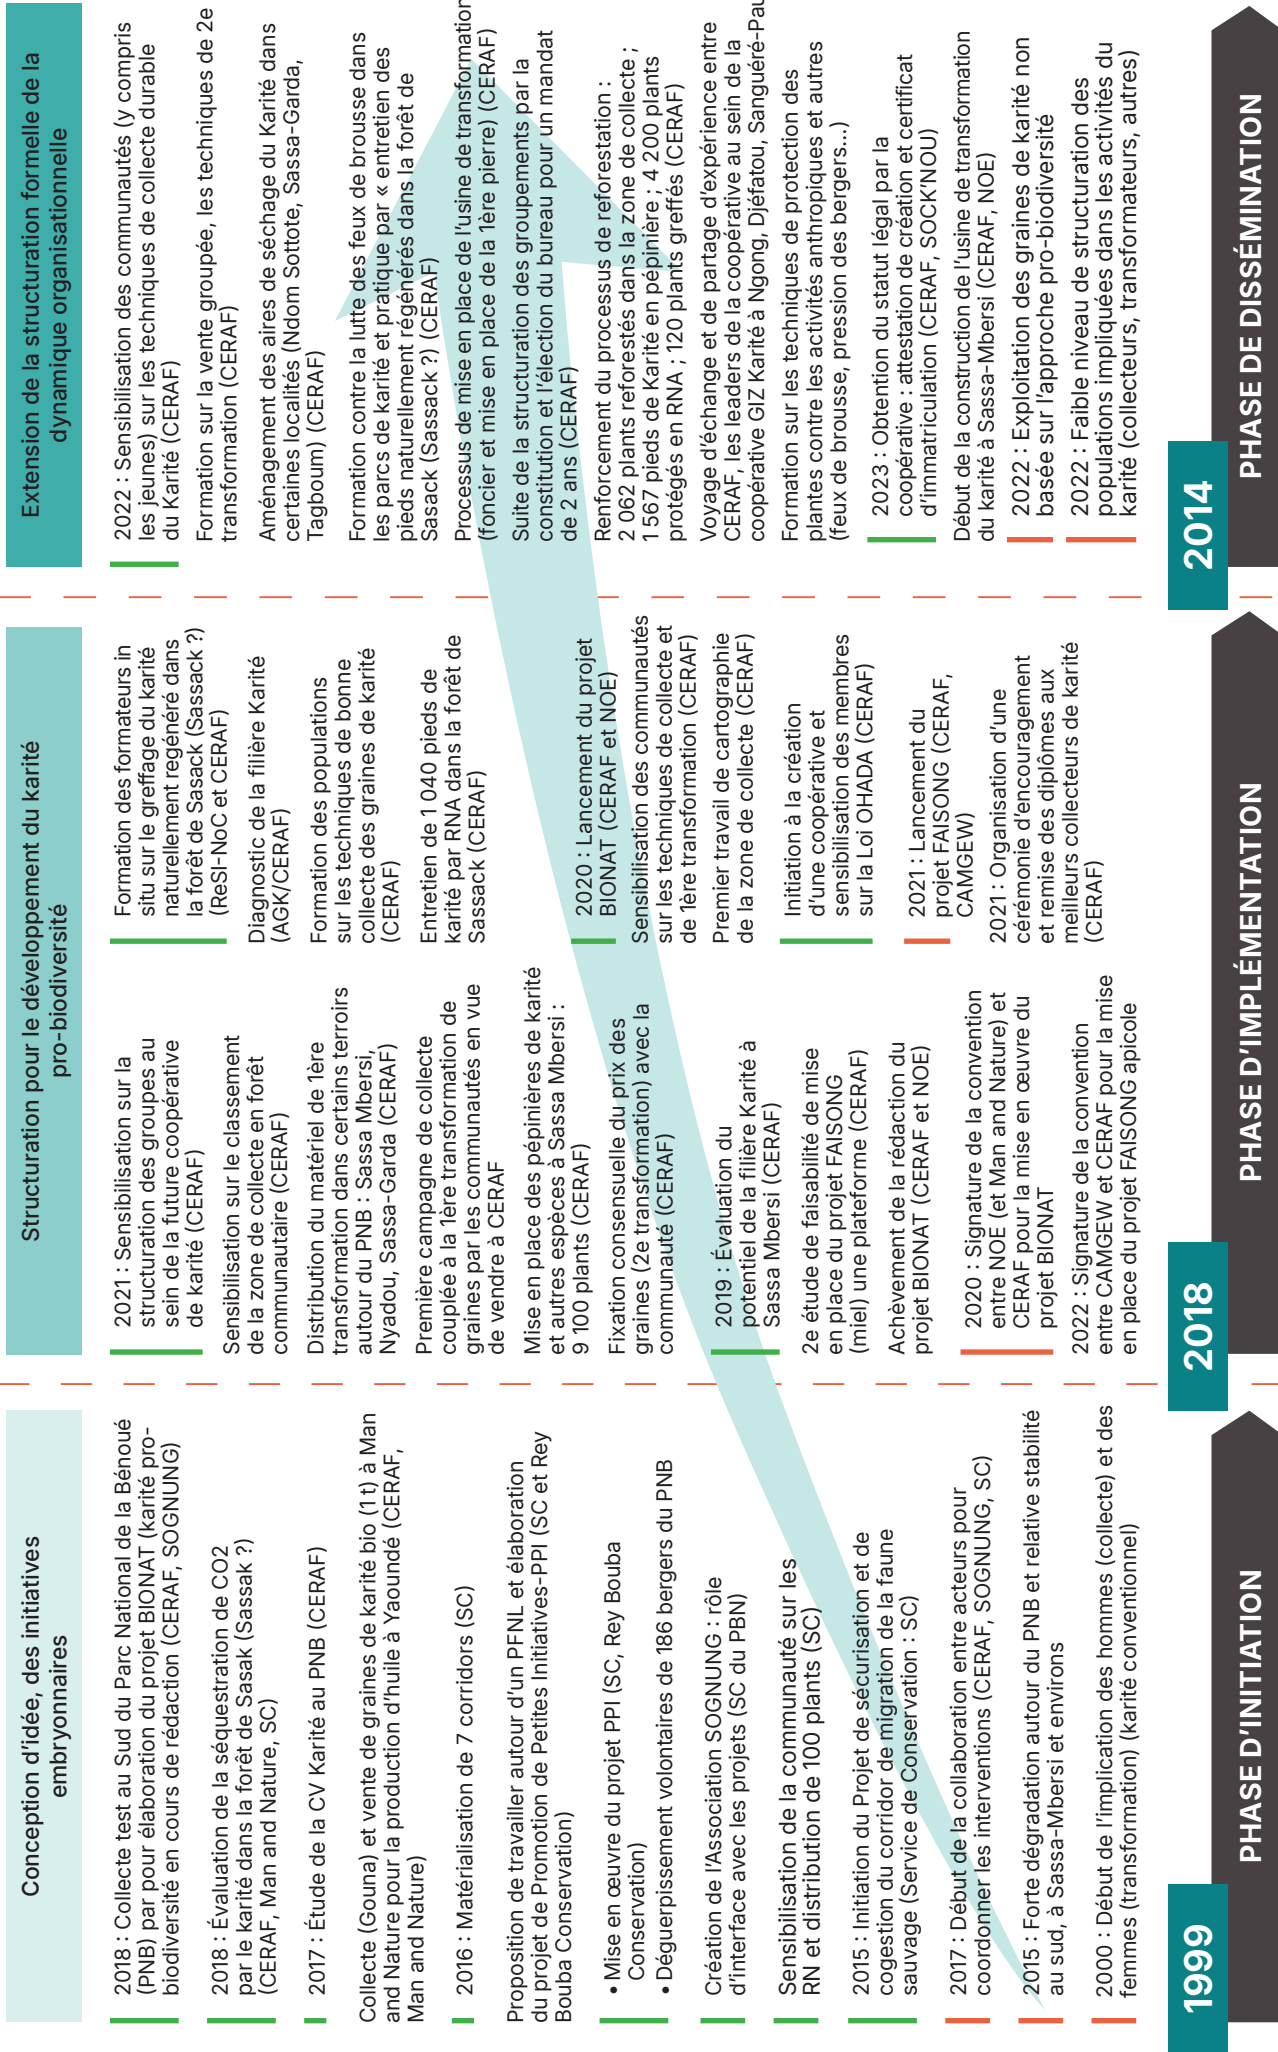 Conception d’idée, des initiatives
embryonnaires
2018 : Collecte test au Sud du Parc National de la Bénoué
(PNB) par pour élaboration du projet BIONAT (karité pro-
biodiversité en cours de rédaction (CERAF, SOGNUNG)
2018 : Évaluation de la séquestration de CO2
par le karité dans la forêt de Sasak (Sassak ?)
(CERAF, Man and Nature, SC)
2017 : Étude de la CV Karité au PNB (CERAF)
Collecte (Gouna) et vente de graines de karité bio (1 t) à Man
and Nature pour la production d’huile à Yaoundé (CERAF,
Man and Nature)
2016 : Matérialisation de 7 corridors (SC)
Proposition de travailler autour d’un PFNL et élaboration
du projet de Promotion de Petites Initiatives-PPI (SC et Rey
Bouba Conservation)
• Mise en œuvre du projet PPI (SC, Rey Bouba
Conservation)
• Déguerpissement volontaires de 186 bergers du PNB
Création de l’Association SOGNUNG : rôle
d’interface avec les projets (SC du PBN)
Sensibilisation de la communauté sur les
RN et distribution de 100 plants (SC)
2015 : Initiation du Projet de sécurisation et de
cogestion du corridor de migration de la faune
sauvage (Service de Conservation : SC)
2017 : Début de la collaboration entre acteurs pour
coordonner les interventions (CERAF, SOGNUNG, SC)
2015 : Forte dégradation autour du PNB et relative stabilité
au sud, à Sassa-Mbersi et environs
2000 : Début de l’implication des hommes (collecte) et des
femmes (transformation) (karité conventionnel)
1999
PHASE D’INITIATION
Structuration pour le développement du karité
pro-biodiversité
2021 : Sensibilisation sur la
structuration des groupes au
sein de la future coopérative
de karité (CERAF)
Sensibilisation sur le classement
de la zone de collecte en forêt
communautaire (CERAF)
Distribution du matériel de 1ère
transformation dans certains terroirs
autour du PNB : Sassa Mbersi,
Nyadou, Sassa-Garda (CERAF)
Première campagne de collecte
couplée à la 1ère transformation de
graines par les communautés en vue
de vendre à CERAF
Mise en place des pépinières de karité
et autres espèces à Sassa Mbersi :
9 100 plants (CERAF)
Fixation consensuelle du prix des
graines (2e transformation) avec la
communauté (CERAF)
2019 : Évaluation du
potentiel de la filière Karité à
Sassa Mbersi (CERAF)
2e étude de faisabilité de mise
en place du projet FAISONG
(miel) une plateforme (CERAF)
Achèvement de la rédaction du
projet BIONAT (CERAF et NOE)
2020 : Signature de la convention
entre NOE (et Man and Nature) et
CERAF pour la mise en œuvre du
projet BIONAT
2022 : Signature de la convention
entre CAMGEW et CERAF pour la mise
en place du projet FAISONG apicole
Formation des formateurs in
situ sur le greffage du karité
naturellement regénéré dans
la forêt de Sasack (Sassack ?)
(ReSI-NoC et CERAF)
Diagnostic de la filière Karité
(AGK/CERAF)
Formation des populations
sur les techniques de bonne
collecte des graines de karité
(CERAF)
Entretien de 1 040 pieds de
karité par RNA dans la forêt de
Sassack (CERAF)
2020 : Lancement du projet
BIONAT (CERAF et NOE)
Sensibilisation des communautés
sur les techniques de collecte et
de 1ère transformation (CERAF)
Premier travail de cartographie
de la zone de collecte (CERAF)
Initiation à la création
d’une coopérative et
sensibilisation des membres
sur la Loi OHADA (CERAF)
2021 : Lancement du
projet FAISONG (CERAF,
CAMGEW)
2021 : Organisation d’une
cérémonie d’encouragement
et remise des diplômes aux
meilleurs collecteurs de karité
(CERAF)
2018
PHASE D’IMPLÉMENTATION
Extension de la structuration formelle de la
dynamique organisationnelle
2022 : Sensibilisation des communautés (y compris
les jeunes) sur les techniques de collecte durable
du Karité (CERAF)
Formation sur la vente groupée, les techniques de 2e
transformation (CERAF)
Aménagement des aires de séchage du Karité dans
certaines localités (Ndom Sottote, Sassa-Garda,
Tagboum) (CERAF)
Formation contre la lutte des feux de brousse dans
les parcs de karité et pratique par « entretien des
pieds naturellement régénérés dans la forêt de
Sasack (Sassack ?) (CERAF)
Processus de mise en place de l’usine de transformation
(foncier et mise en place de la 1ère pierre) (CERAF)
Suite de la structuration des groupements par la
constitution et l’élection du bureau pour un mandat
de 2 ans (CERAF)
Renforcement du processus de reforestation :
2 062 plants reforestés dans la zone de collecte ;
1 567 pieds de Karité en pépinière ; 4 200 plants
protégés en RNA ; 120 plants greffés (CERAF)
Voyage d’échange et de partage d’expérience entre
CERAF, les leaders de la coopérative au sein de la
coopérative GIZ Karité à Ngong, Djéfatou, Sanguéré-Pau
Formation sur les techniques de protection des
plantes contre les activités anthropiques et autres
(feux de brousse, pression des bergers...)
2023 : Obtention du statut légal par la
coopérative : attestation de création et certificat
d’immatriculation (CERAF, SOCK’NOU)
Début de la construction de l’usine de transformation
du karité à Sassa-Mbersi (CERAF, NOE)
2022 : Exploitation des graines de karité non
basée sur l’approche pro-biodiversité
2022 : Faible niveau de structuration des
populations impliquées dans les activités du
karité (collecteurs, transformateurs, autres)
2014
PHASE DE DISSÉMINATION